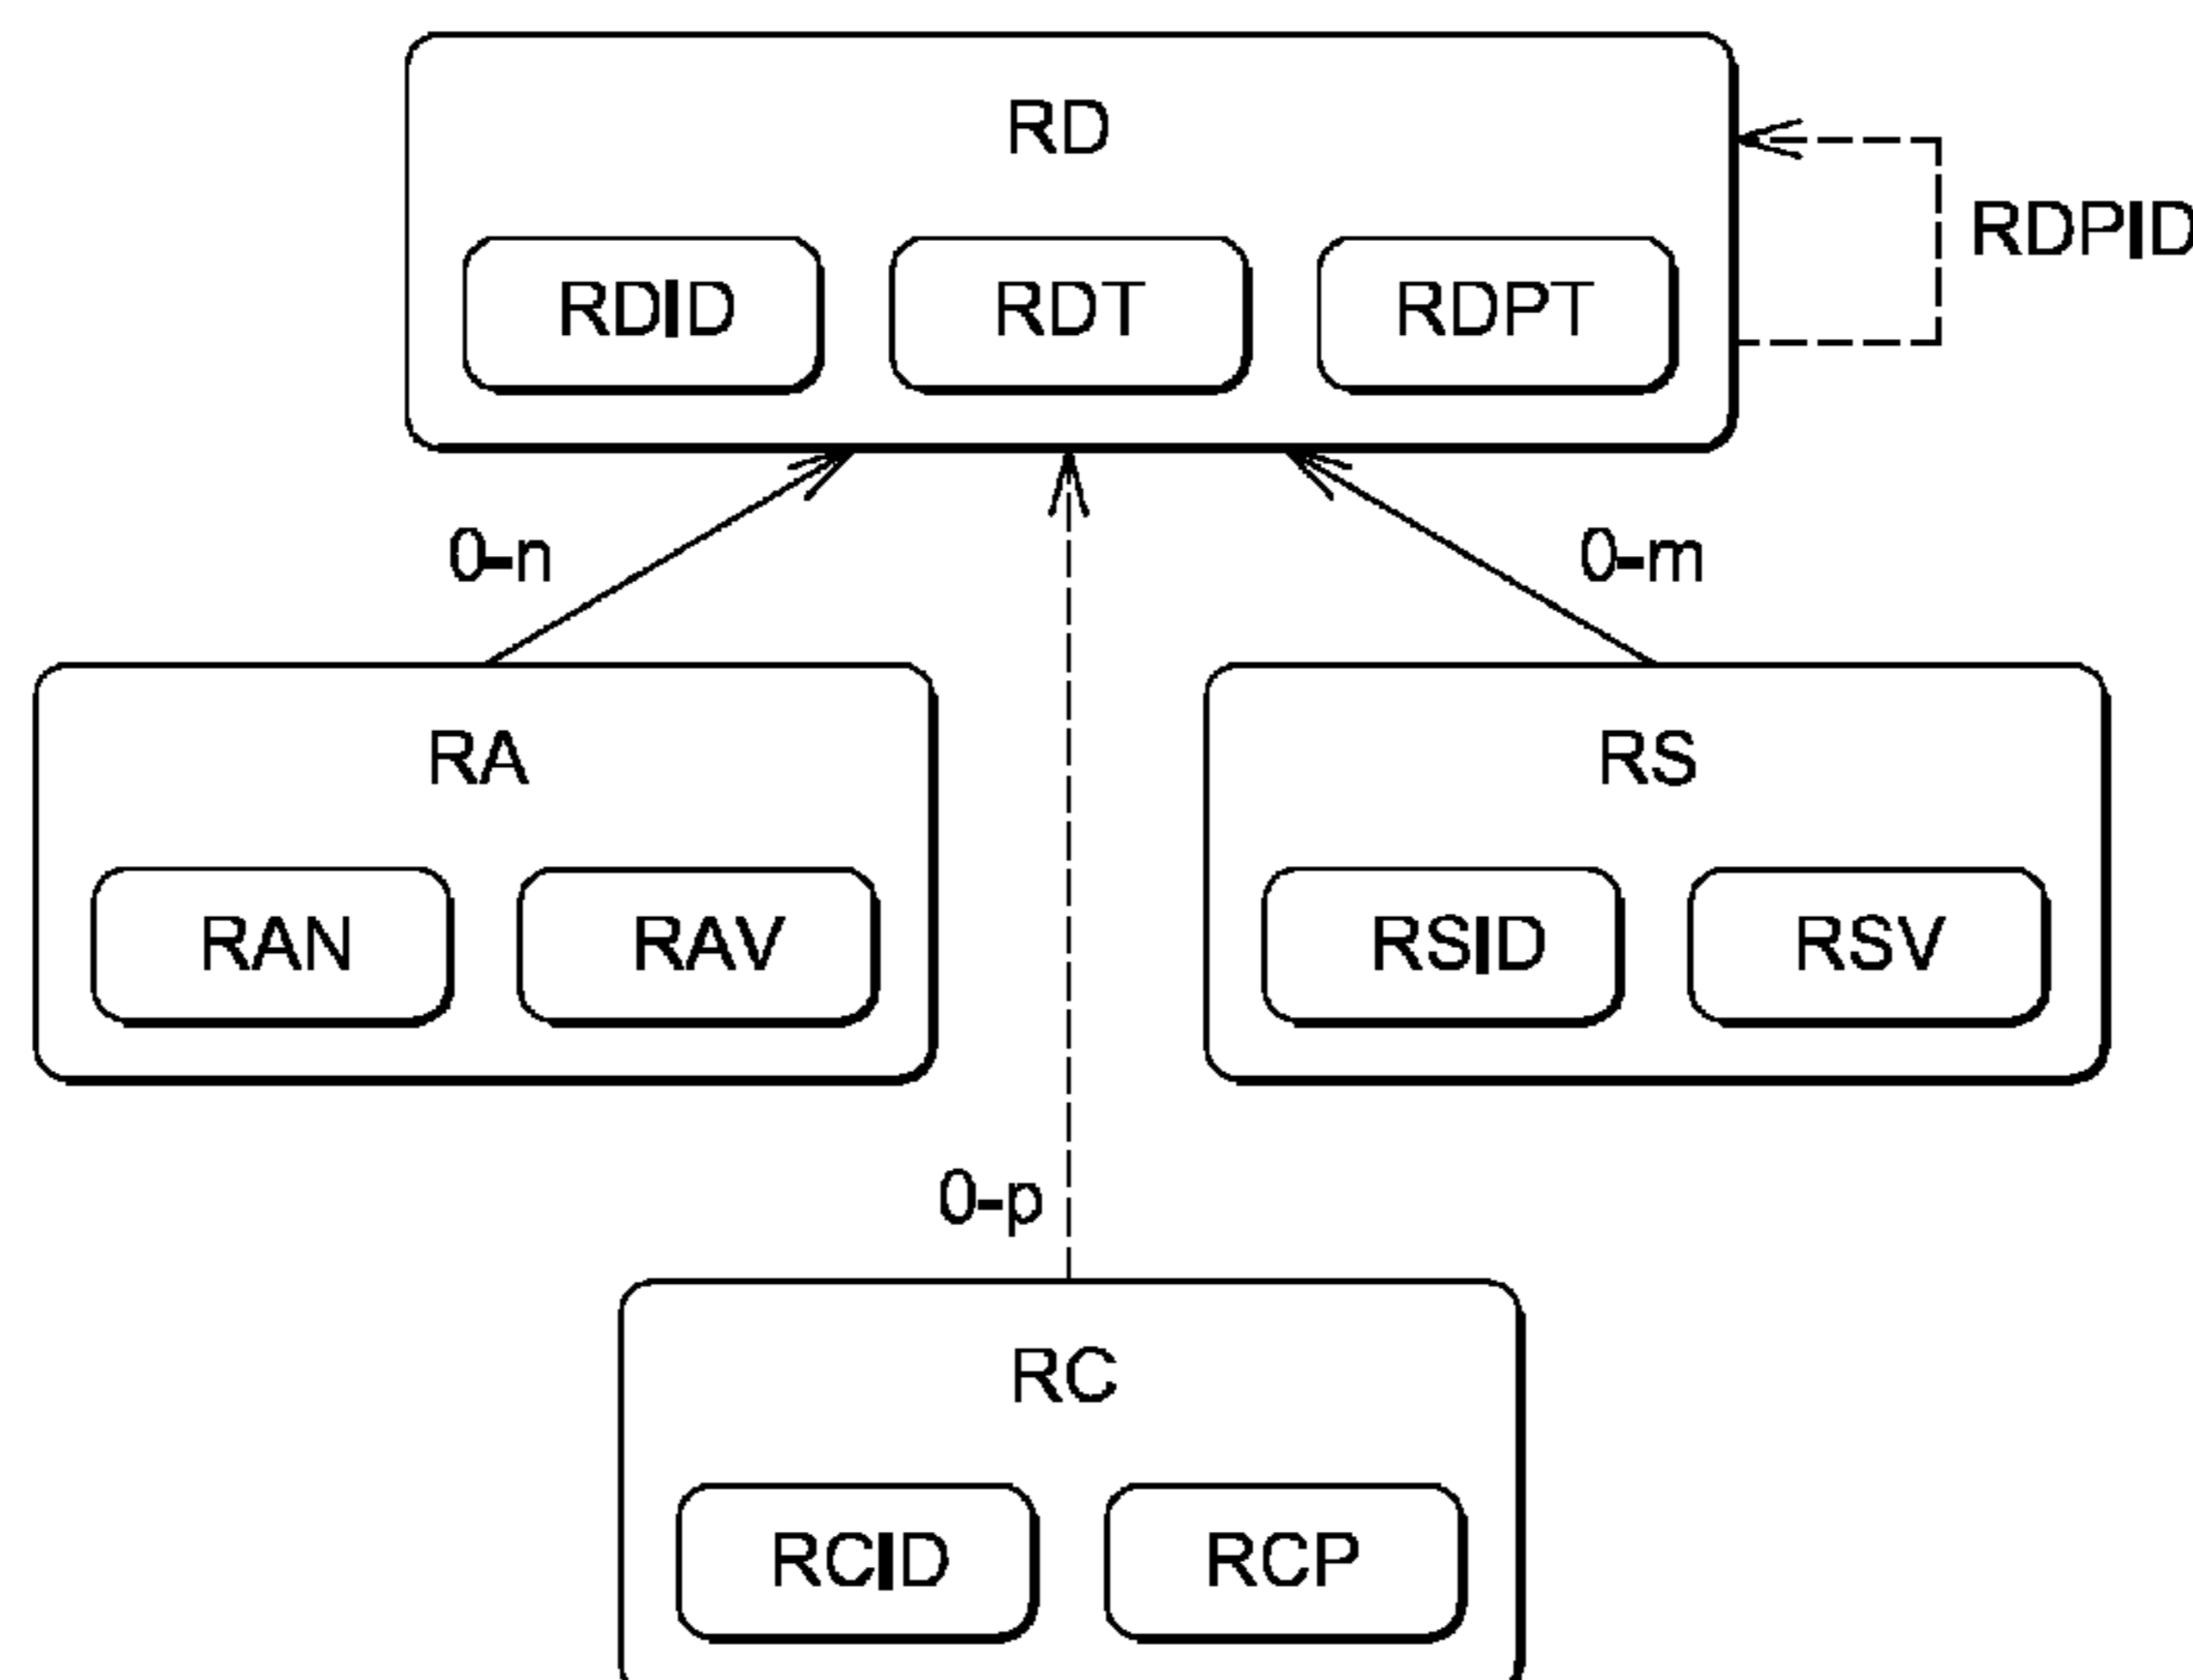 RD
RDPID
RDID RDT RDPT
0-n 0-m
RA RS
RAN RAV RSID RSV
0-p
RC
RCID RCP